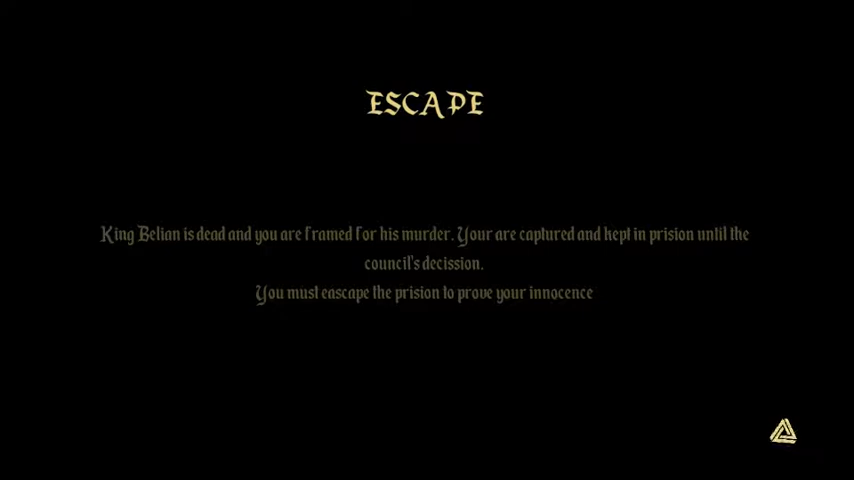 ESCAPE
King Belian is dead and you are framed for his murder. Your are captured and kept in prision until the
council's decission.
You must eascape the prision to prove your innocence